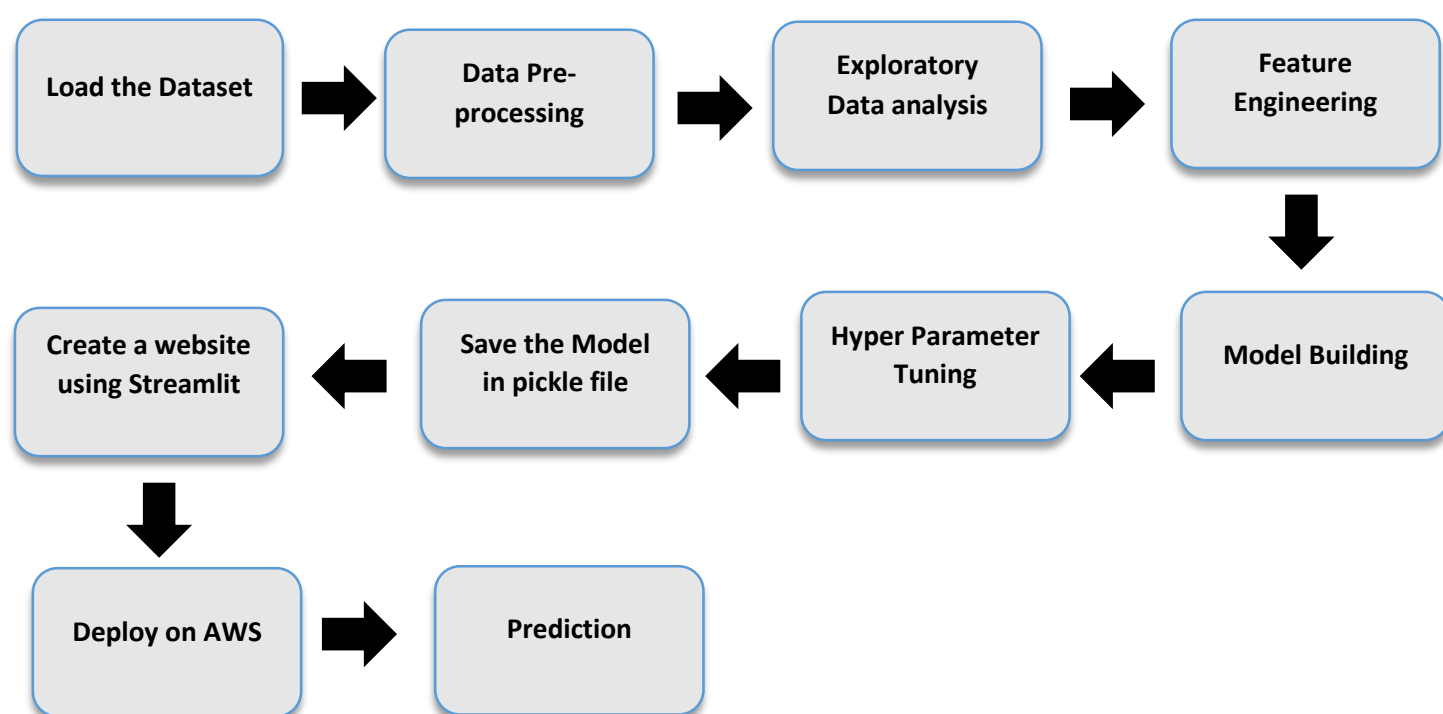 Load the Dataset
Data Pre-
processing
Exploratory
Data analysis
Feature
Engineering
Model Building
Hyper Parameter
Tuning
Save the Model
in pickle file
Create a website
using Streamlit
Deploy on AWS
Prediction